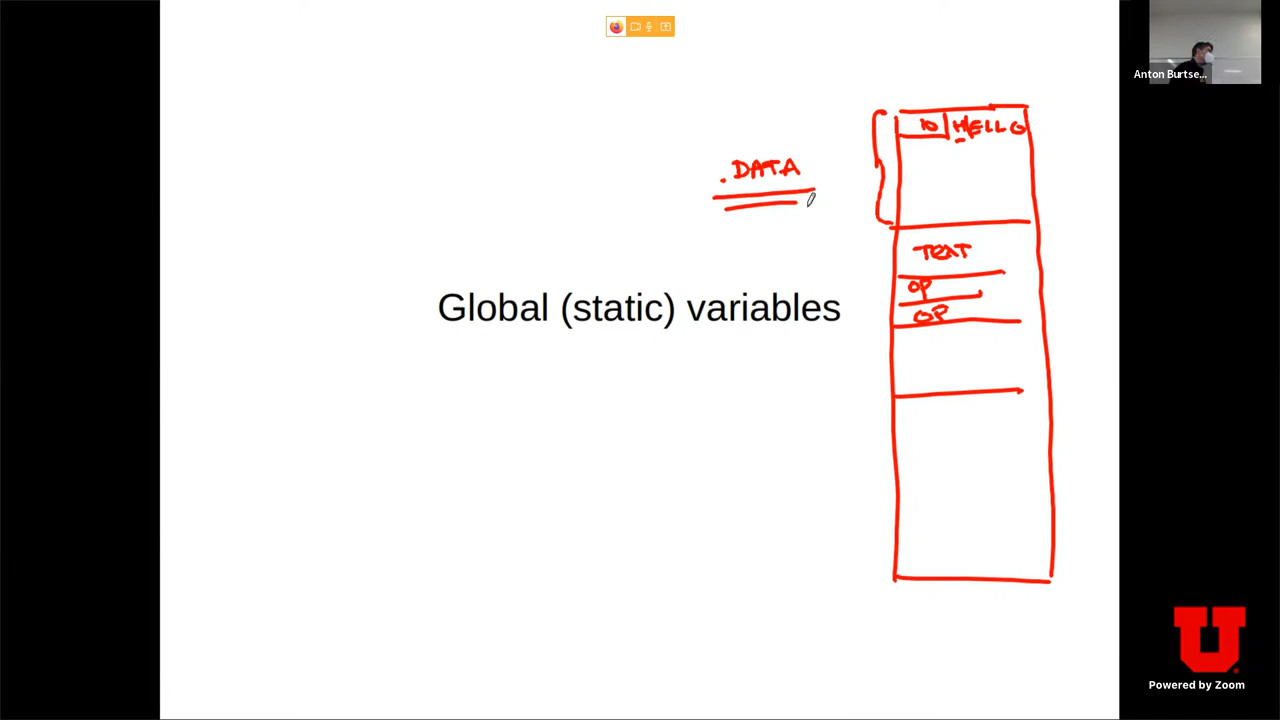 Anton Burtse...
10 HELLO
.DATA
TEXT
OP
Global (static) variables
OP
U
Powered by Zoom